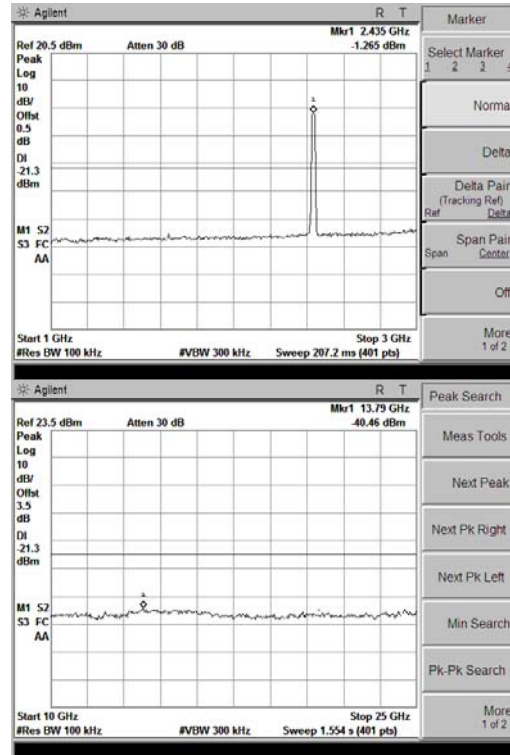 Agilent R T
Mkr1 2.435 GHz
Ref 20.5 dBm Atten 30 dB -1.265 dBm
Peak
Log
10
dB/
Offst
0.5
dB
DI
-21.3
dBm
M1 S2
S3 FC
AA
1
Start 1 GHz Stop 3 GHz
#Res BW 100 kHz #VBW 300 kHz Sweep 207.2 ms (401 pts)
Marker
Select Marker
1 2 3 4
Norma
Delta
Delta Pair
(Tracking Ref)
Ref Delta
Span Pair
Span Center
Off
More
1 of 2
Agilent R T
Mkr1 13.79 GHz
Ref 23.5 dBm Atten 30 dB -40.46 dBm
Peak
Log
10
dB/
Offst
3.5
dB
DI
-21.3
dBm
M1 S2
S3 FC
AA
1
Start 10 GHz Stop 25 GHz
#Res BW 100 kHz #VBW 300 kHz Sweep 1.554 s (401 pts)
Peak Search
Meas Tools
Next Peak
Next Pk Right
Next Pk Left
Min Search
Pk-Pk Search
More
1 of 2